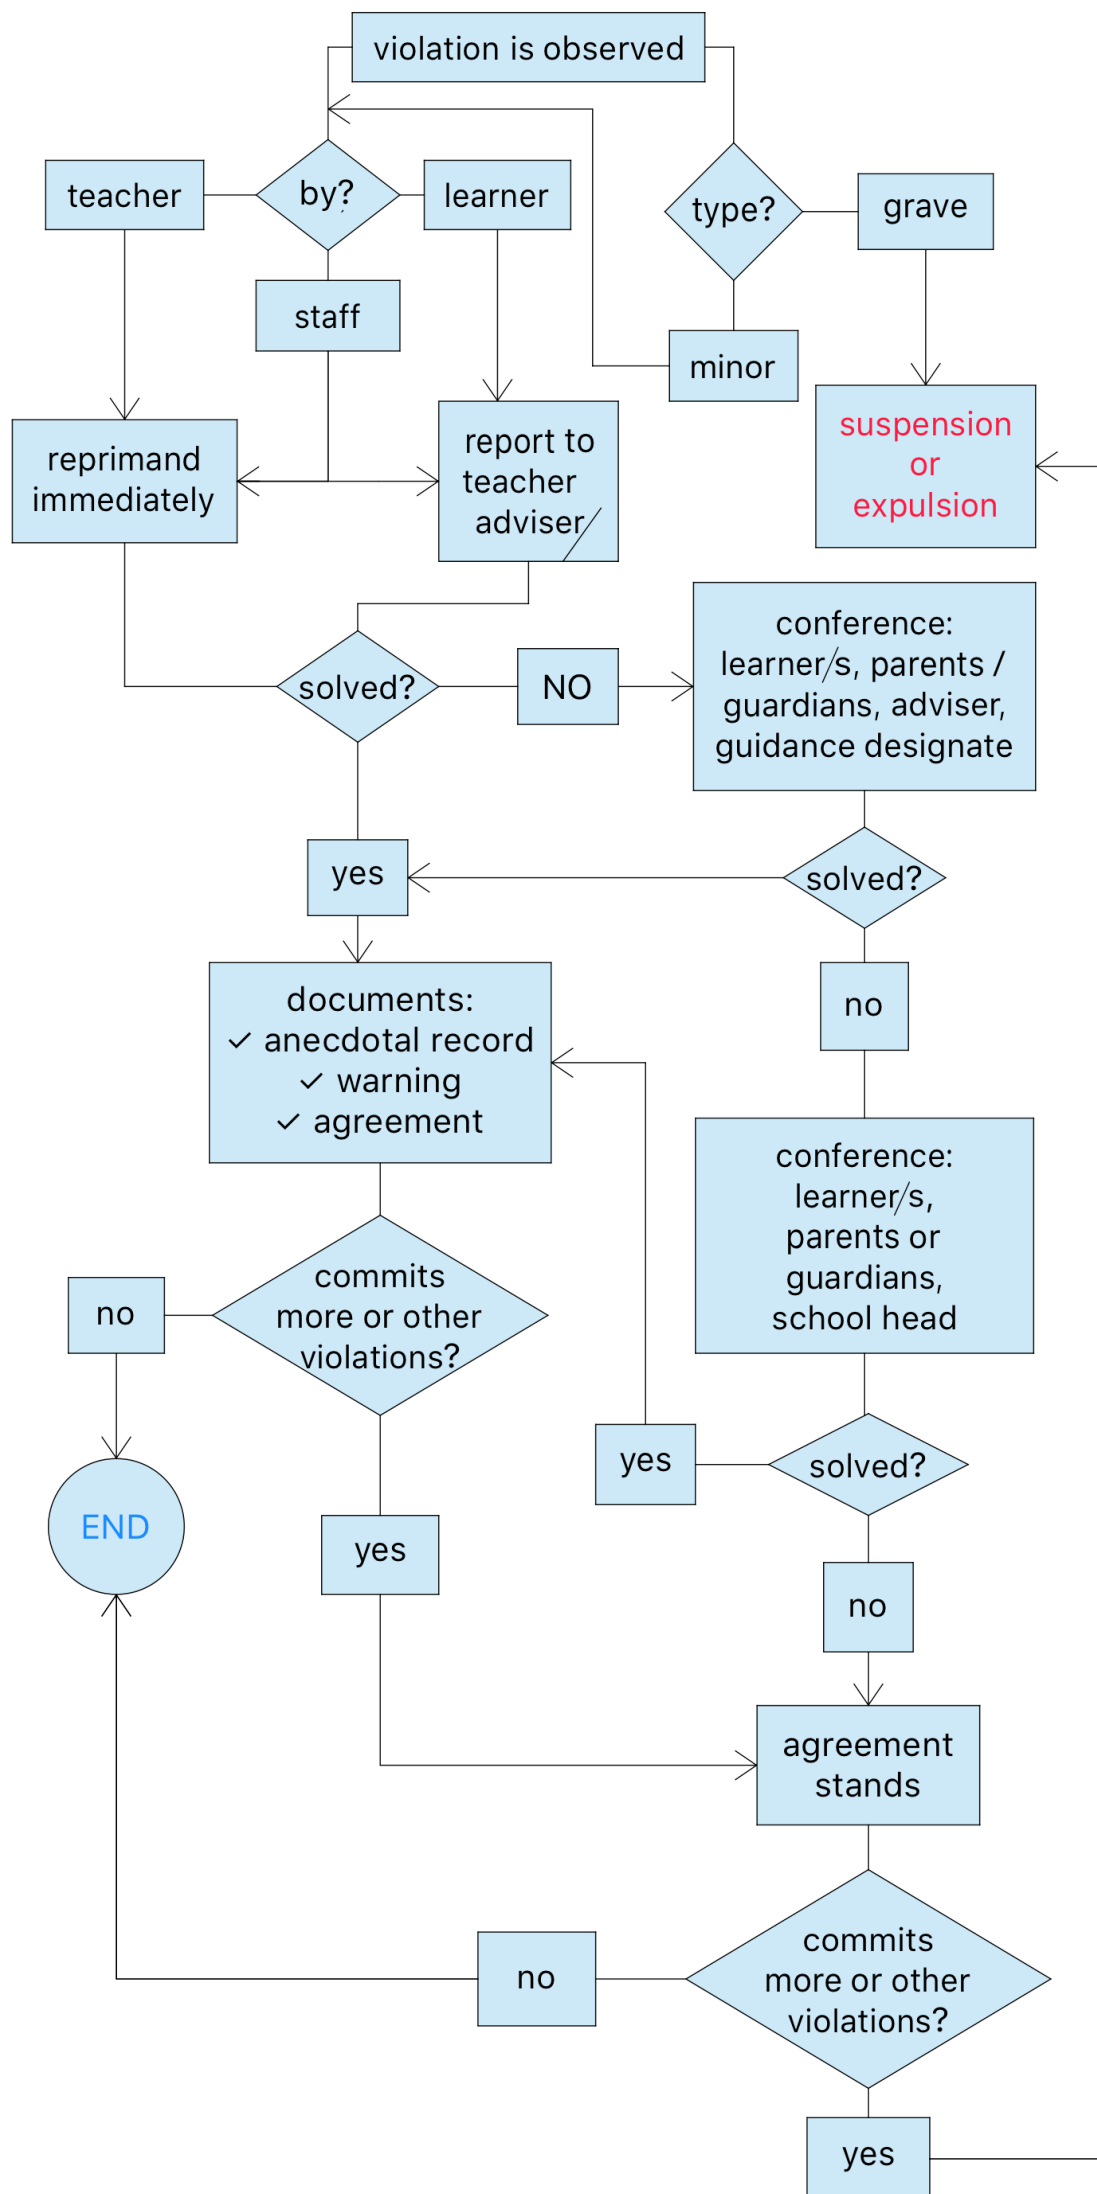 violation is observed
teacher
by?
learner
type?
grave
staff
minor
reprimand
immediately
report to
teacher
adviser/
suspension
or
expulsion
solved?
NO
conference:
learner/s, parents /
guardians, adviser,
guidance designate
yes
solved?
no
documents:
✓ anecdotal record
✓ warning
✓ agreement
conference:
learner/s,
parents or
guardians,
school head
no
commits
more or other
violations?
yes
solved?
END
yes
no
agreement
stands
no
commits
more or other
violations?
yes